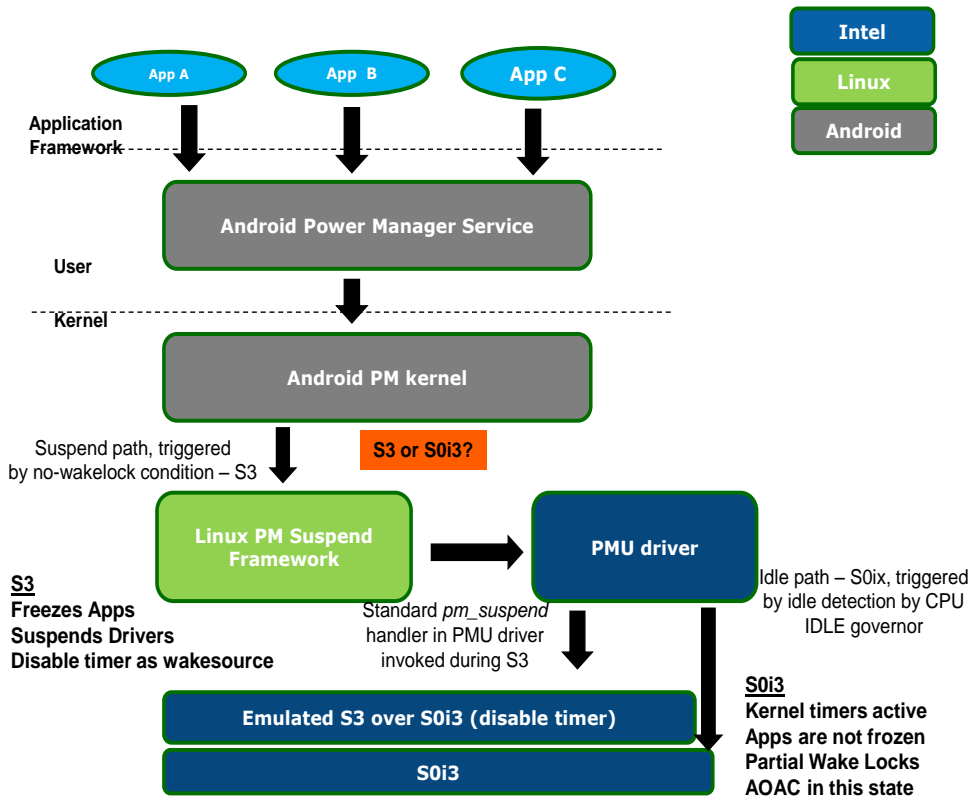 Intel
Linux
Android
App A
App B
App C
Application
Framework
Android Power Manager Service
User
Kernel
Android PM kernel
Suspend path, triggered
by no-wakelock condition – S3
S3 or S0i3?
Linux PM Suspend
Framework
PMU driver
S3
Freezes Apps
Suspends Drivers
Disable timer as wakesource
Standard pm_suspend
handler in PMU driver
invoked during S3
Idle path – S0ix, triggered
by idle detection by CPU
IDLE governor
S0i3
Kernel timers active
Apps are not frozen
Partial Wake Locks
AOAC in this state
Emulated S3 over S0i3 (disable timer)
S0i3